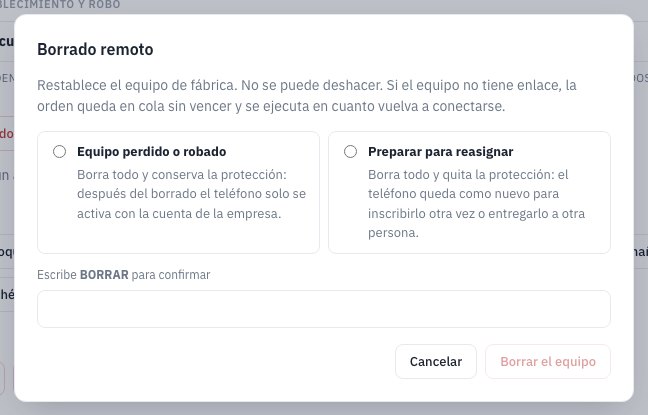 BLECIMIENTO Y ROBO
Borrado remoto
Restablece el equipo de fábrica. No se puede deshacer. Si el equipo no tiene enlace, la
orden queda en cola sin vencer y se ejecuta en cuanto vuelva a conectarse.
Equipo perdido o robado
Borra todo y conserva la protección:
después del borrado el teléfono solo se
activa con la cuenta de la empresa.
Preparar para reasignar
Borra todo y quita la protección: el
teléfono queda como nuevo para
inscribirlo otra vez o entregarlo a otra
persona.
Escribe BORRAR para confirmar
Cancelar
Borrar el equipo